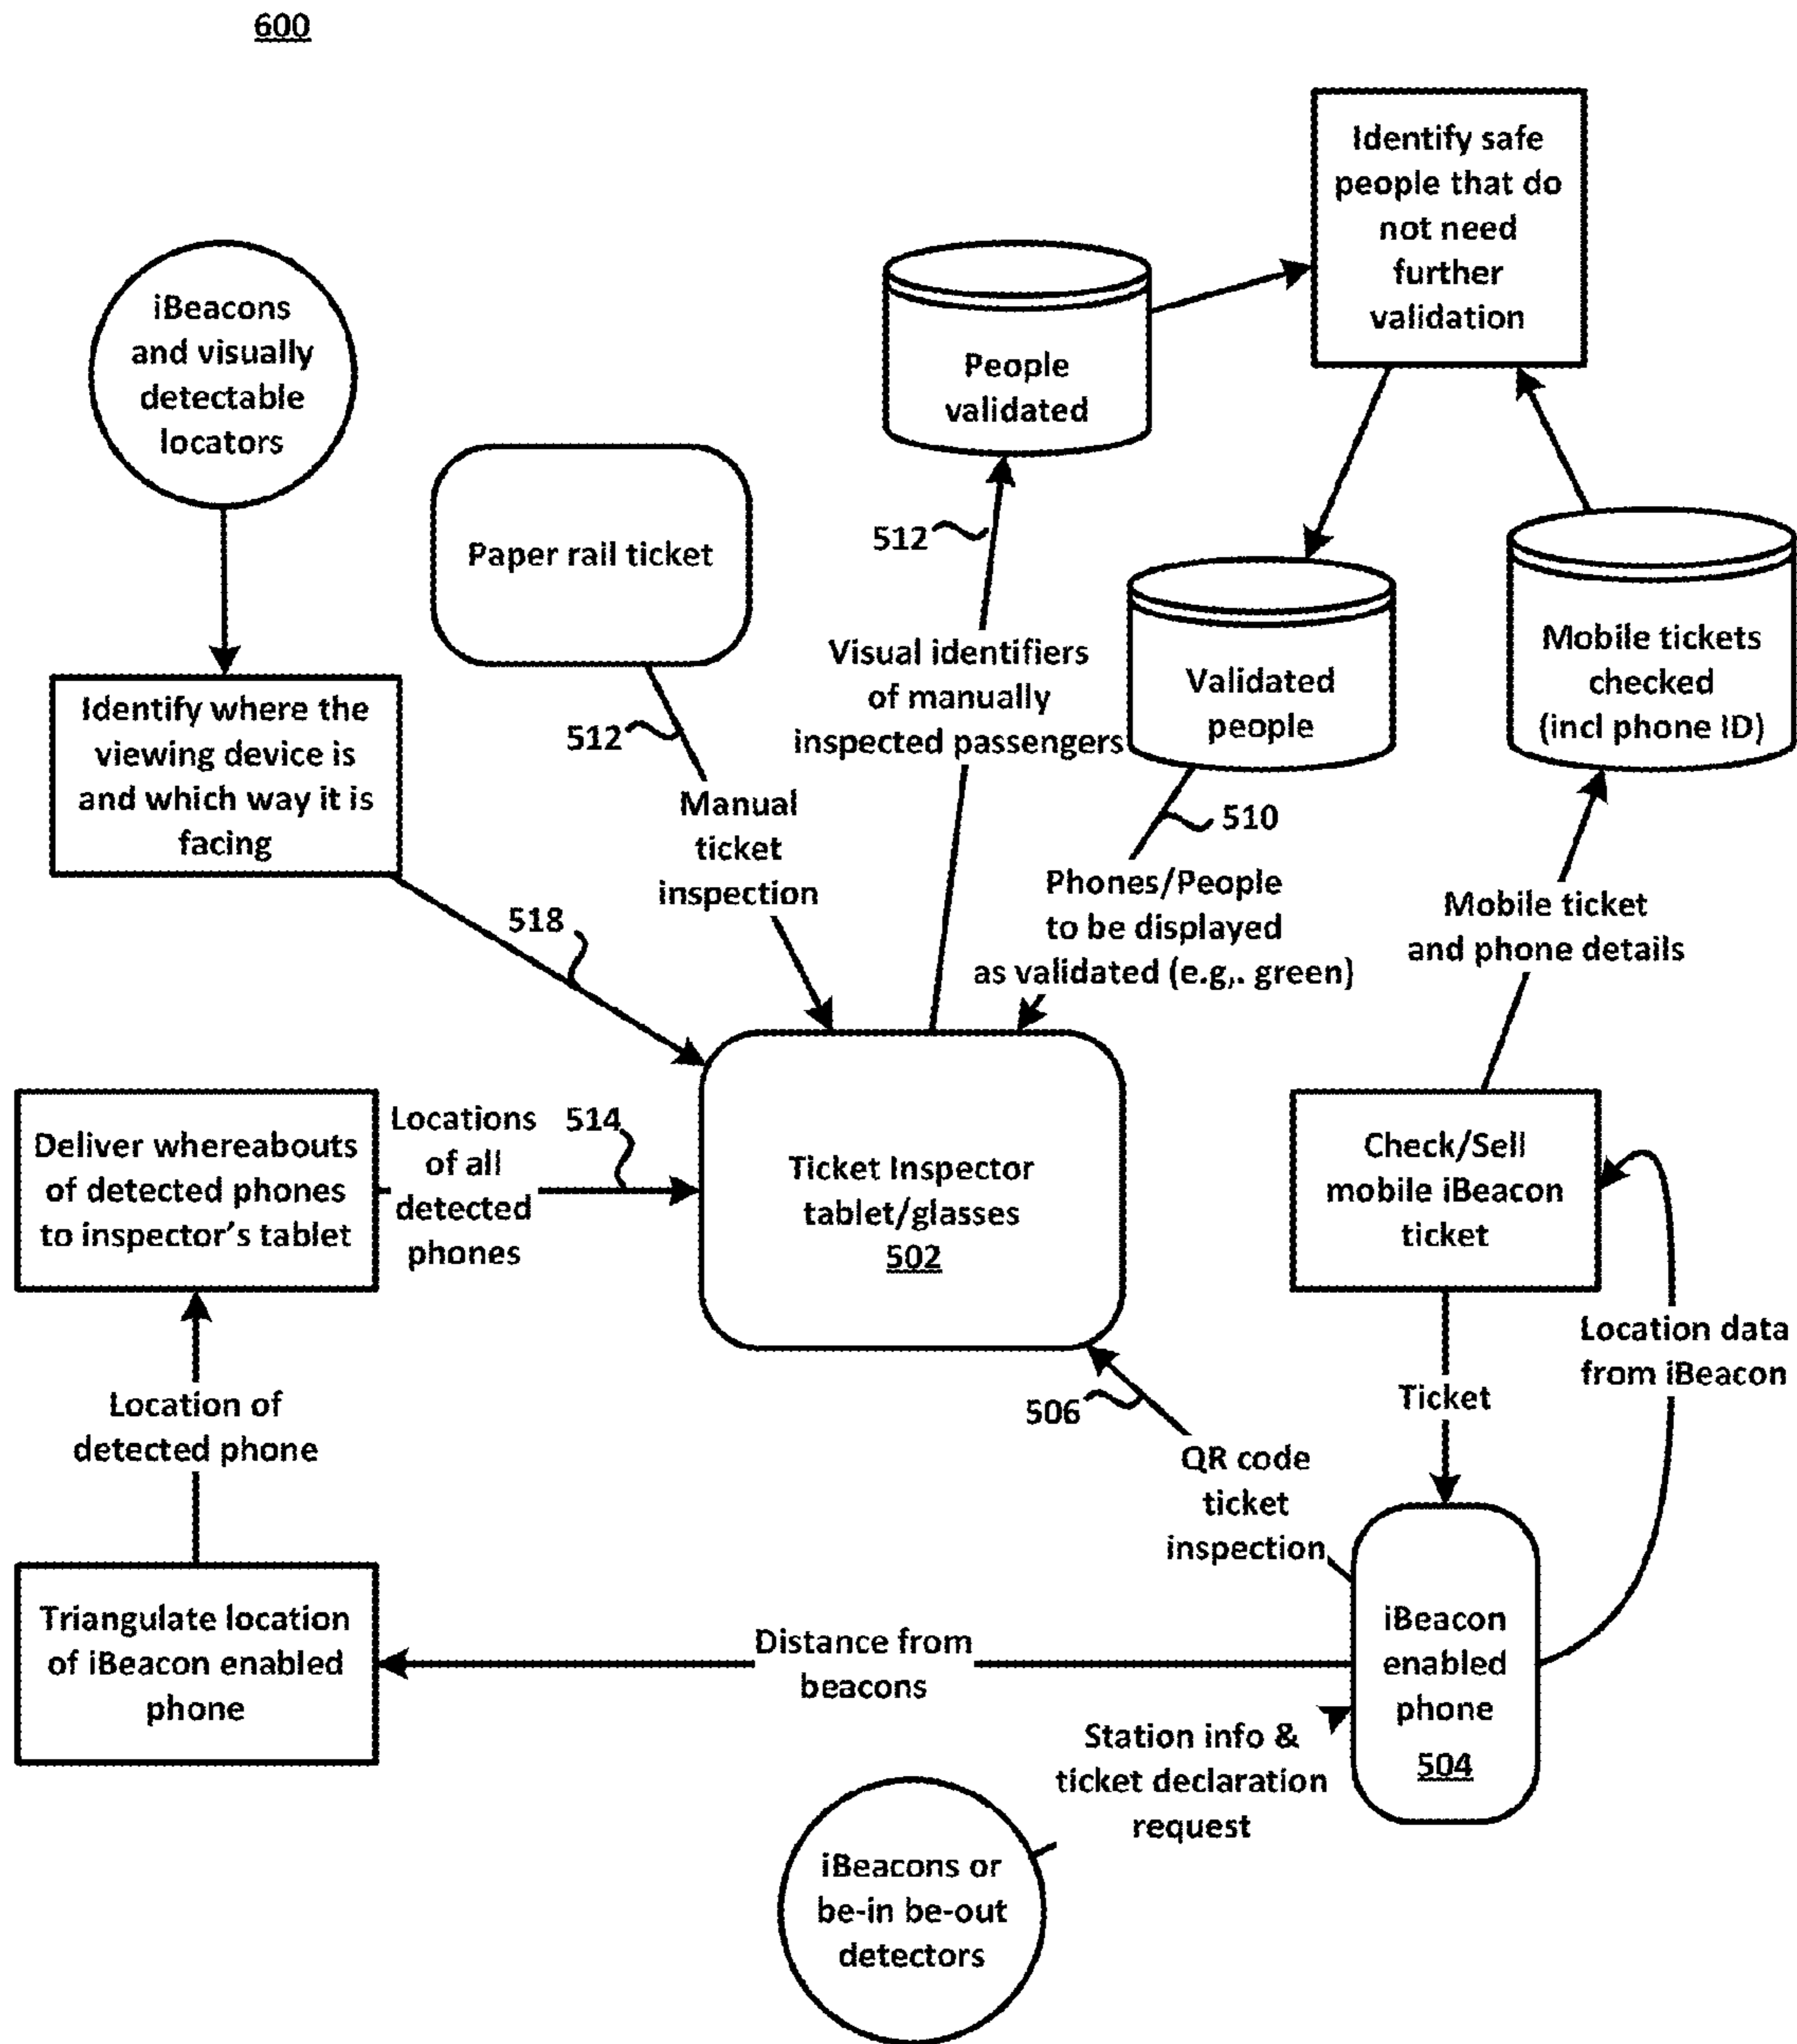 600
Identify safe
people that do
not need
further
validation
iBeacons
and visually
detectable
locators
People
validated
Paper rail ticket
512
Visual identifiers
of manually
inspected passengers
Validated
people
Mobile tickets
checked
(incl phone ID)
Identify where the
viewing device is
and which way it is
facing
512
Manual
ticket
inspection
510
Phones/People
to be displayed
as validated (e.g,. green)
Mobile ticket
and phone details
518
Deliver whereabouts
of detected phones
to inspector's tablet
Locations
of all
detected
phones
514
Ticket Inspector
tablet/glasses
502
Check/Sell
mobile iBeacon
ticket
Location data
from iBeacon
Ticket
Location of
detected phone
506
QR code
ticket
inspection
Triangulate location
of iBeacon enabled
phone
Distance from
beacons
iBeacon
enabled
phone
504
Station info &
ticket declaration
request
iBeacons or
be-in be-out
detectors